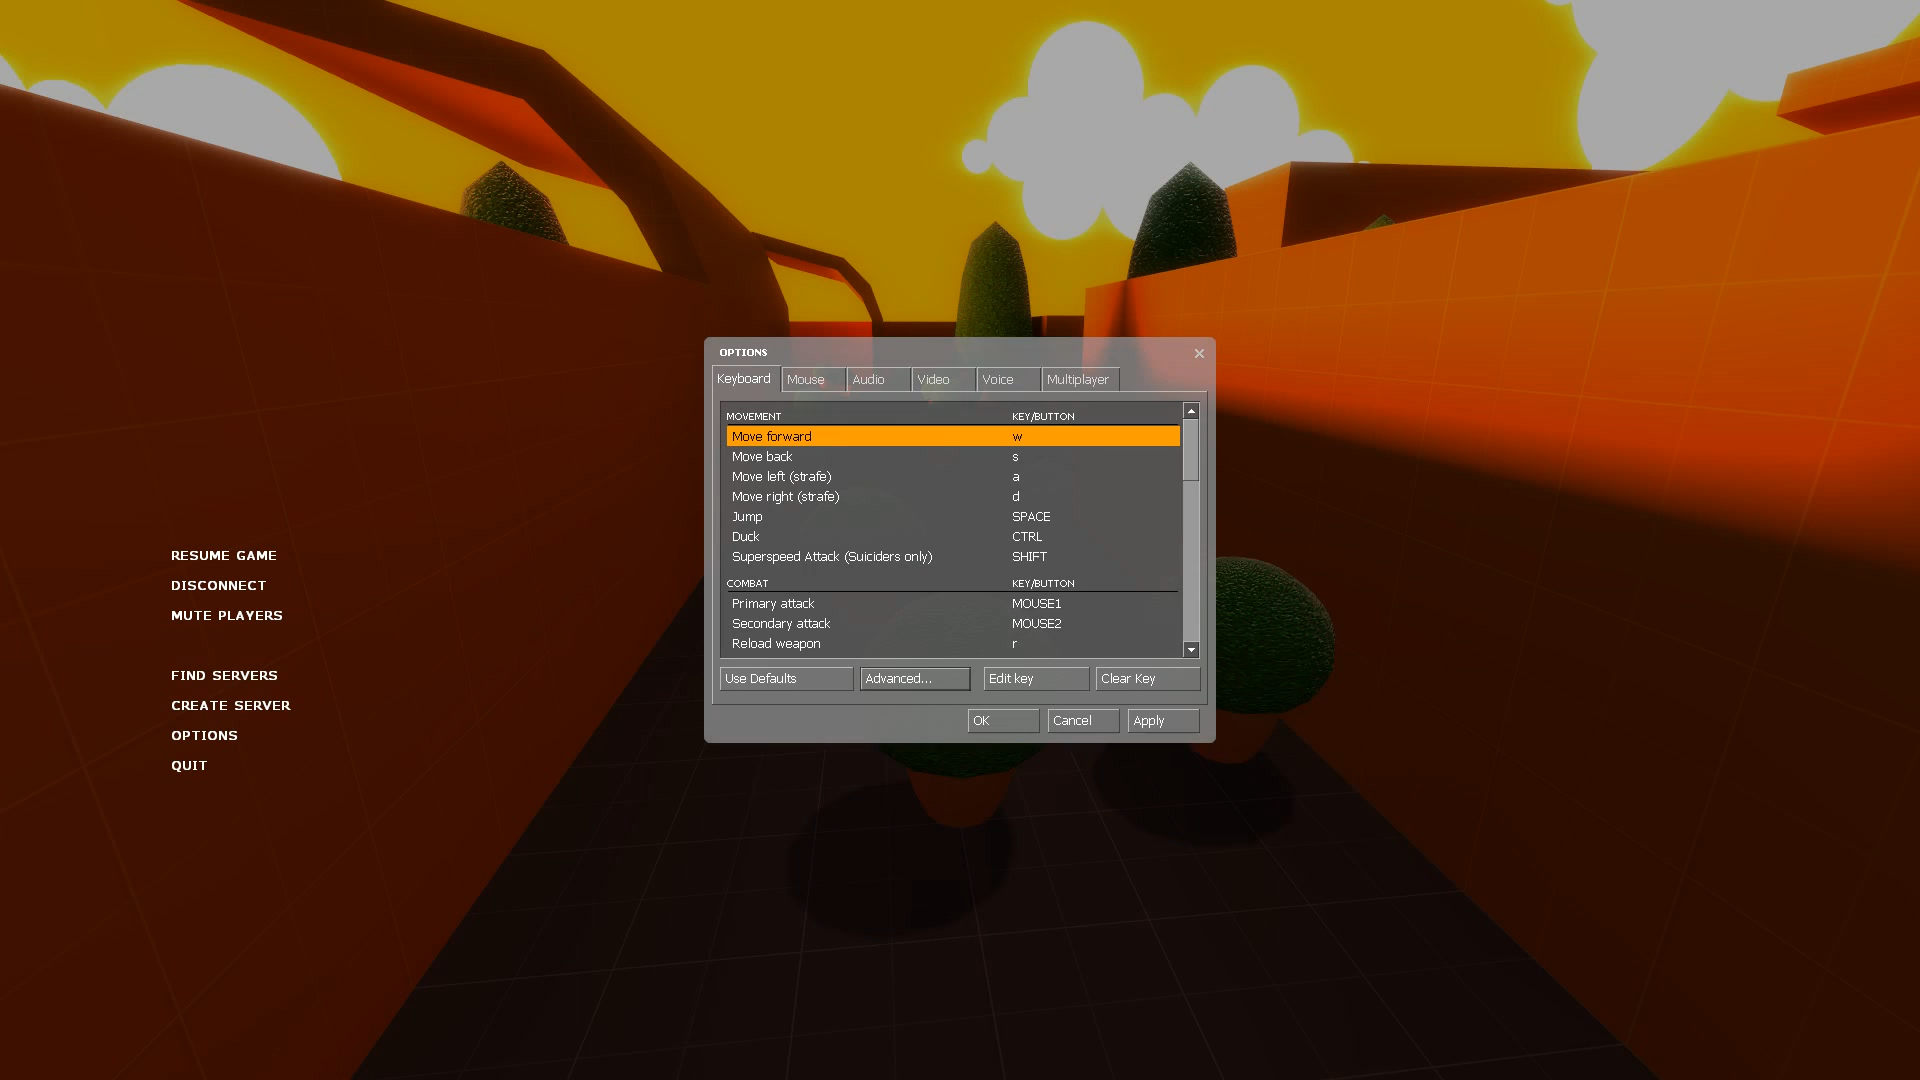 OPTIONS
Keyboard Mouse Audio Video Voice Multiplayer
MOVEMENT KEY/BUTTON
Move forward w
Move back s
Move left (strafe) a
Move right (strafe) d
Jump SPACE
Duck CTRL
Superspeed Attack (Suiciders only) SHIFT
COMBAT KEY/BUTTON
Primary attack MOUSE1
Secondary attack MOUSE2
Reload weapon r
Use Defaults Advanced... Edit key Clear Key
OK Cancel Apply
RESUME GAME
DISCONNECT
MUTE PLAYERS
FIND SERVERS
CREATE SERVER
OPTIONS
QUIT